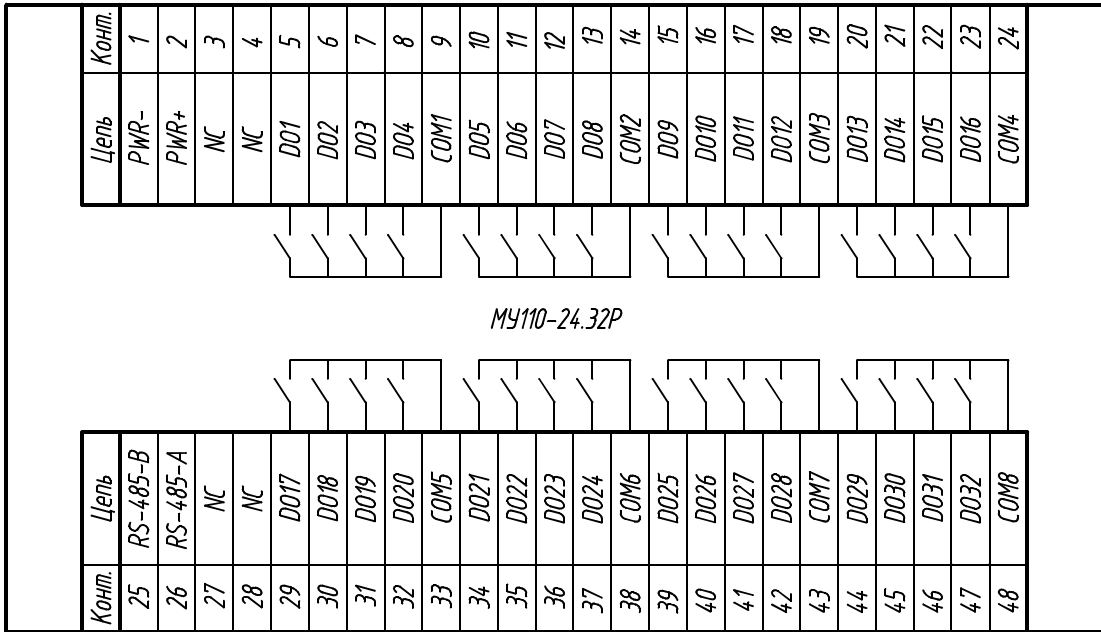 Конт. 1 2 3 4 5 6 7 8 9 10 11 12 13 14 15 16 17 18 19 20 21 22 23 24
Цепь PWR- PWR+ NC NC DO1 DO2 DO3 DO4 COM1 DO5 DO6 DO7 DO8 COM2 DO9 DO10 DO11 DO12 COM3 DO13 DO14 DO15 DO16 COM4
МУ110-24.32Р
Цепь RS-485-B RS-485-A NC NC DO17 DO18 DO19 DO20 COM5 DO21 DO22 DO23 DO24 COM6 DO25 DO26 DO27 DO28 COM7 DO29 DO30 DO31 DO32 COM8
Конт. 25 26 27 28 29 30 31 32 33 34 35 36 37 38 39 40 41 42 43 44 45 46 47 48